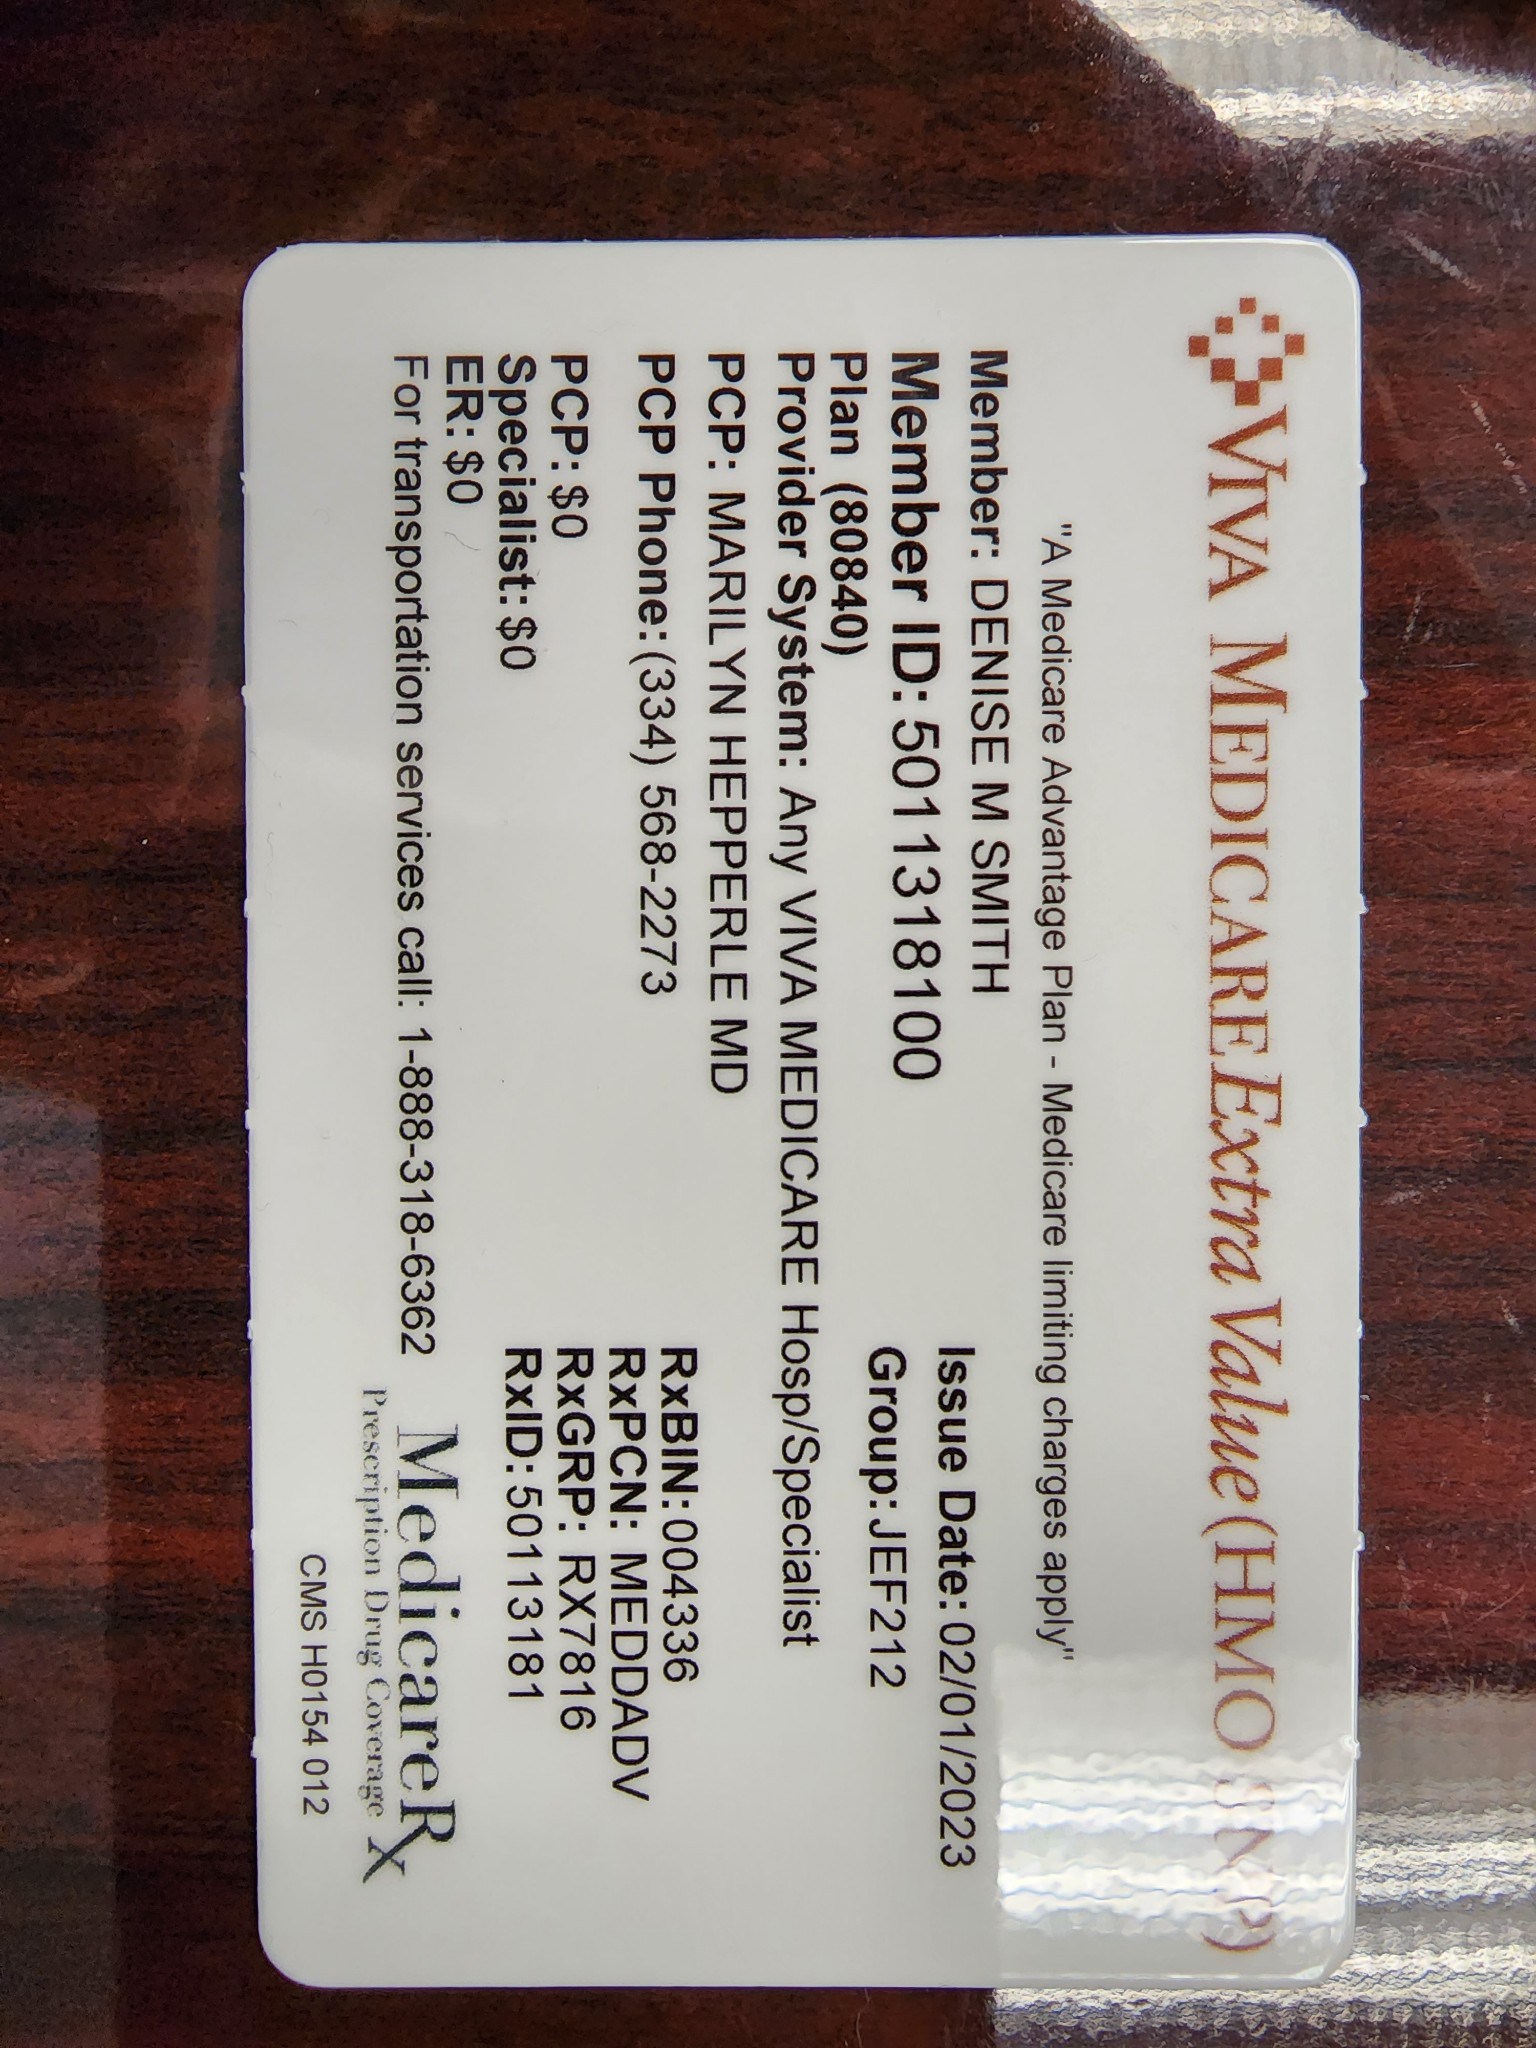 VIVA MEDICARE Extra Value (HMO SNP)
"A Medicare Advantage Plan - Medicare limiting charges apply"
Member: DENISE M SMITH
Issue Date: 02/01/2023
Member ID: 5011318100
Group: JEF212
Plan (80840)
Provider System: Any VIVA MEDICARE Hosp/Specialist
PCP: MARILYN HEPPERLE MD
PCP Phone: (334) 568-2273
PCP: $0
Specialist: $0
ER: $0
For transportation services call: 1-888-318-6362
RxBIN: 004336
RxPCN: MEDDADV
RxGRP: RX7816
RxID: 50113181
MedicareRx
Prescription Drug Coverage
CMS H0154 012